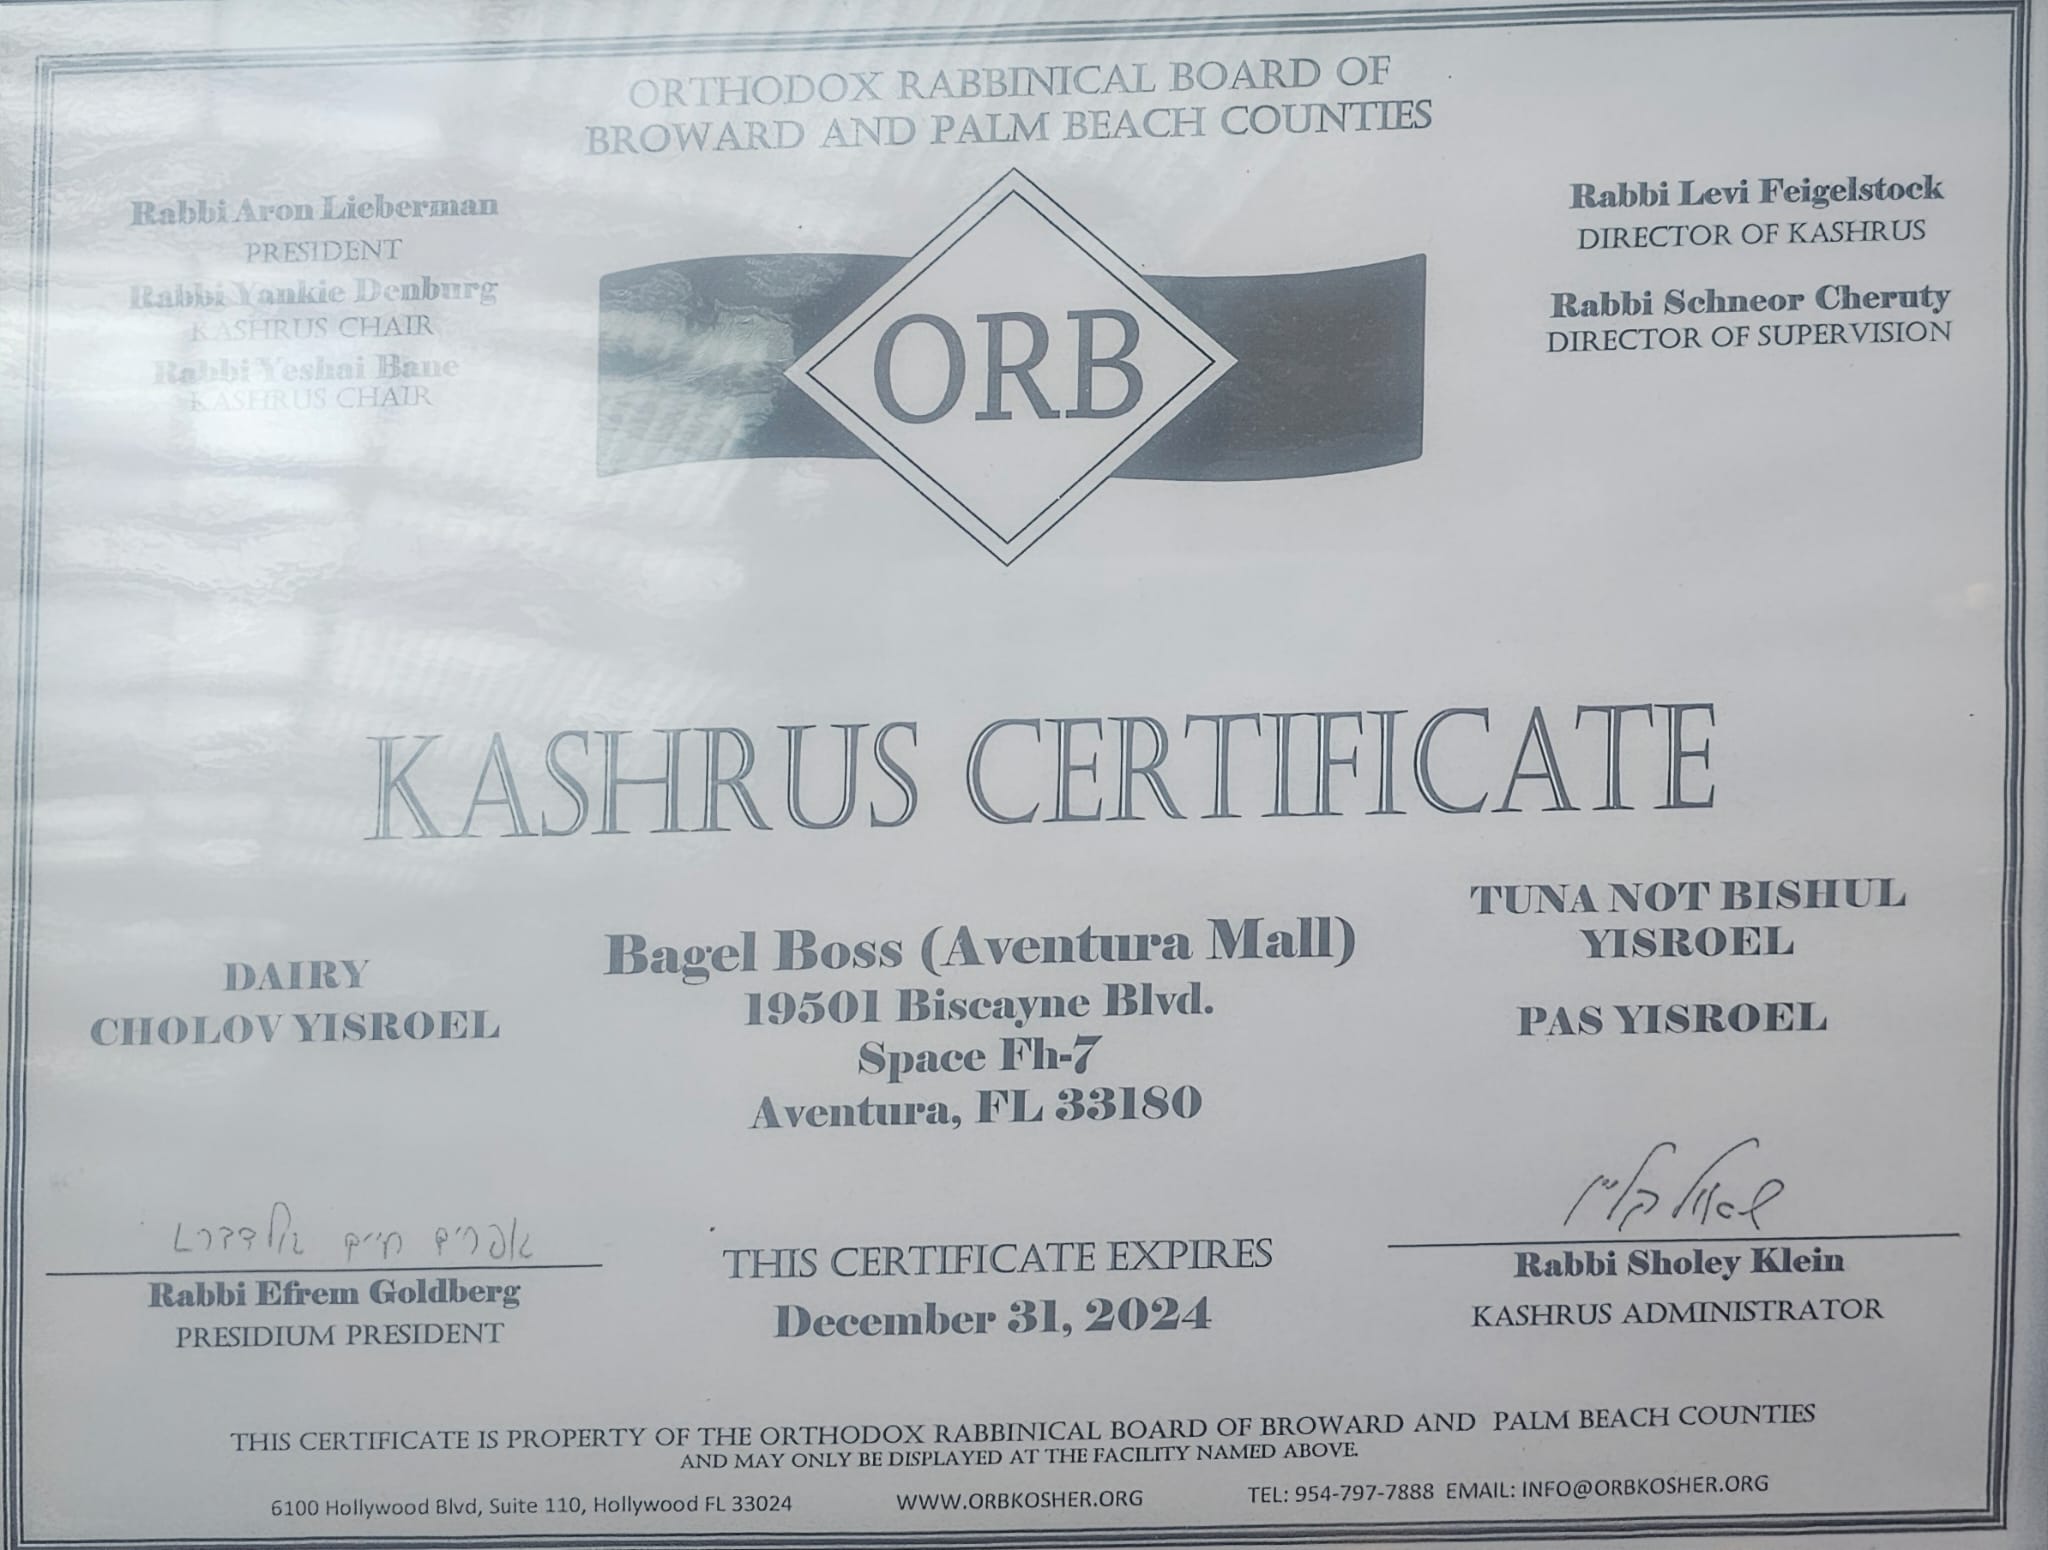 ORTHODOX RABBINICAL BOARD OF
BROWARD AND PALM BEACH COUNTIES
Rabbi Aron Lieberman
PRESIDENT
Rabbi Yankie Denburg
KASHRUS CHAIR
Rabbi Yeshai Bane
KASHRUS CHAIR
ORB
Rabbi Levi Feigelstock
DIRECTOR OF KASHRUS
Rabbi Schneor Cheruty
DIRECTOR OF SUPERVISION
KASHRUS CERTIFICATE
DAIRY
CHOLOV YISROEL
Bagel Boss (Aventura Mall)
19501 Biscayne Blvd.
Space Fh-7
Aventura, FL 33180
TUNA NOT BISHUL
YISROEL
PAS YISROEL
אפרים חיים גולדברג
Rabbi Efrem Goldberg
PRESIDIUM PRESIDENT
THIS CERTIFICATE EXPIRES
December 31, 2024
שמואל קליין
Rabbi Sholey Klein
KASHRUS ADMINISTRATOR
THIS CERTIFICATE IS PROPERTY OF THE ORTHODOX RABBINICAL BOARD OF BROWARD AND PALM BEACH COUNTIES
AND MAY ONLY BE DISPLAYED AT THE FACILITY NAMED ABOVE.
6100 Hollywood Blvd, Suite 110, Hollywood FL 33024 WWW.ORBKOSHER.ORG TEL: 954-797-7888 EMAIL: INFO@ORBKOSHER.ORG